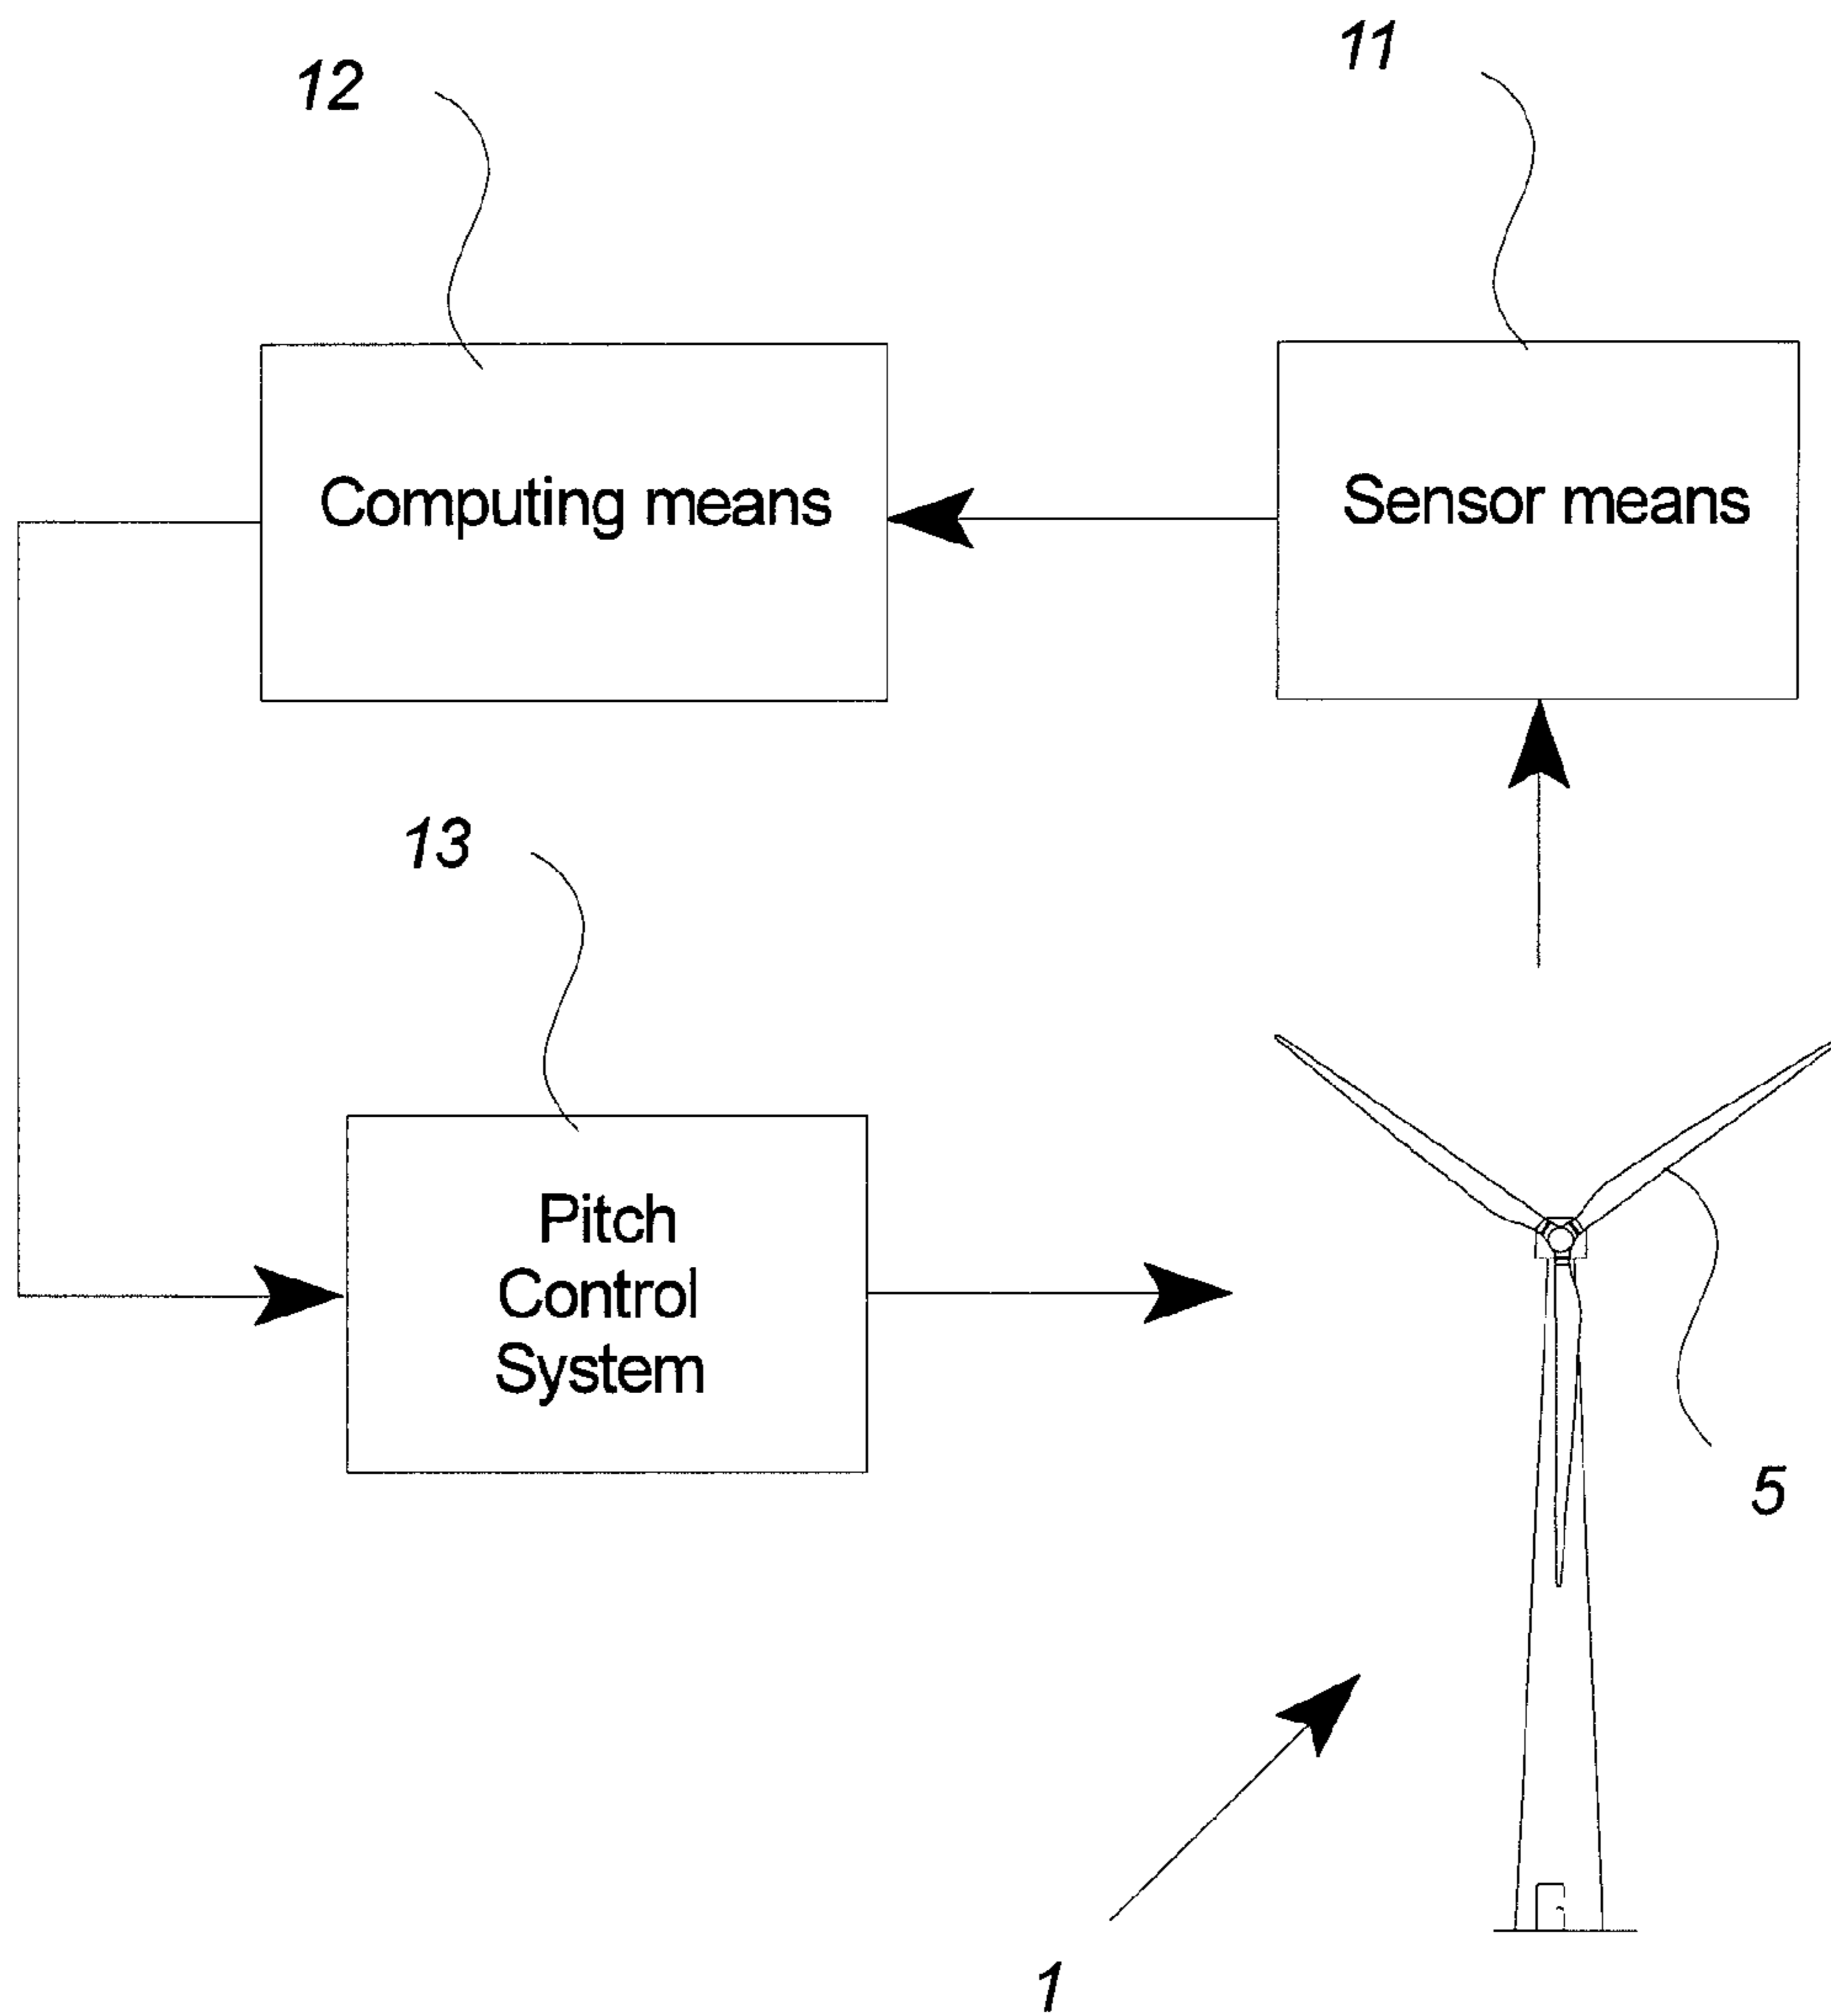 11
12
Computing means
Sensor means
13
Pitch
Control
System
5
1